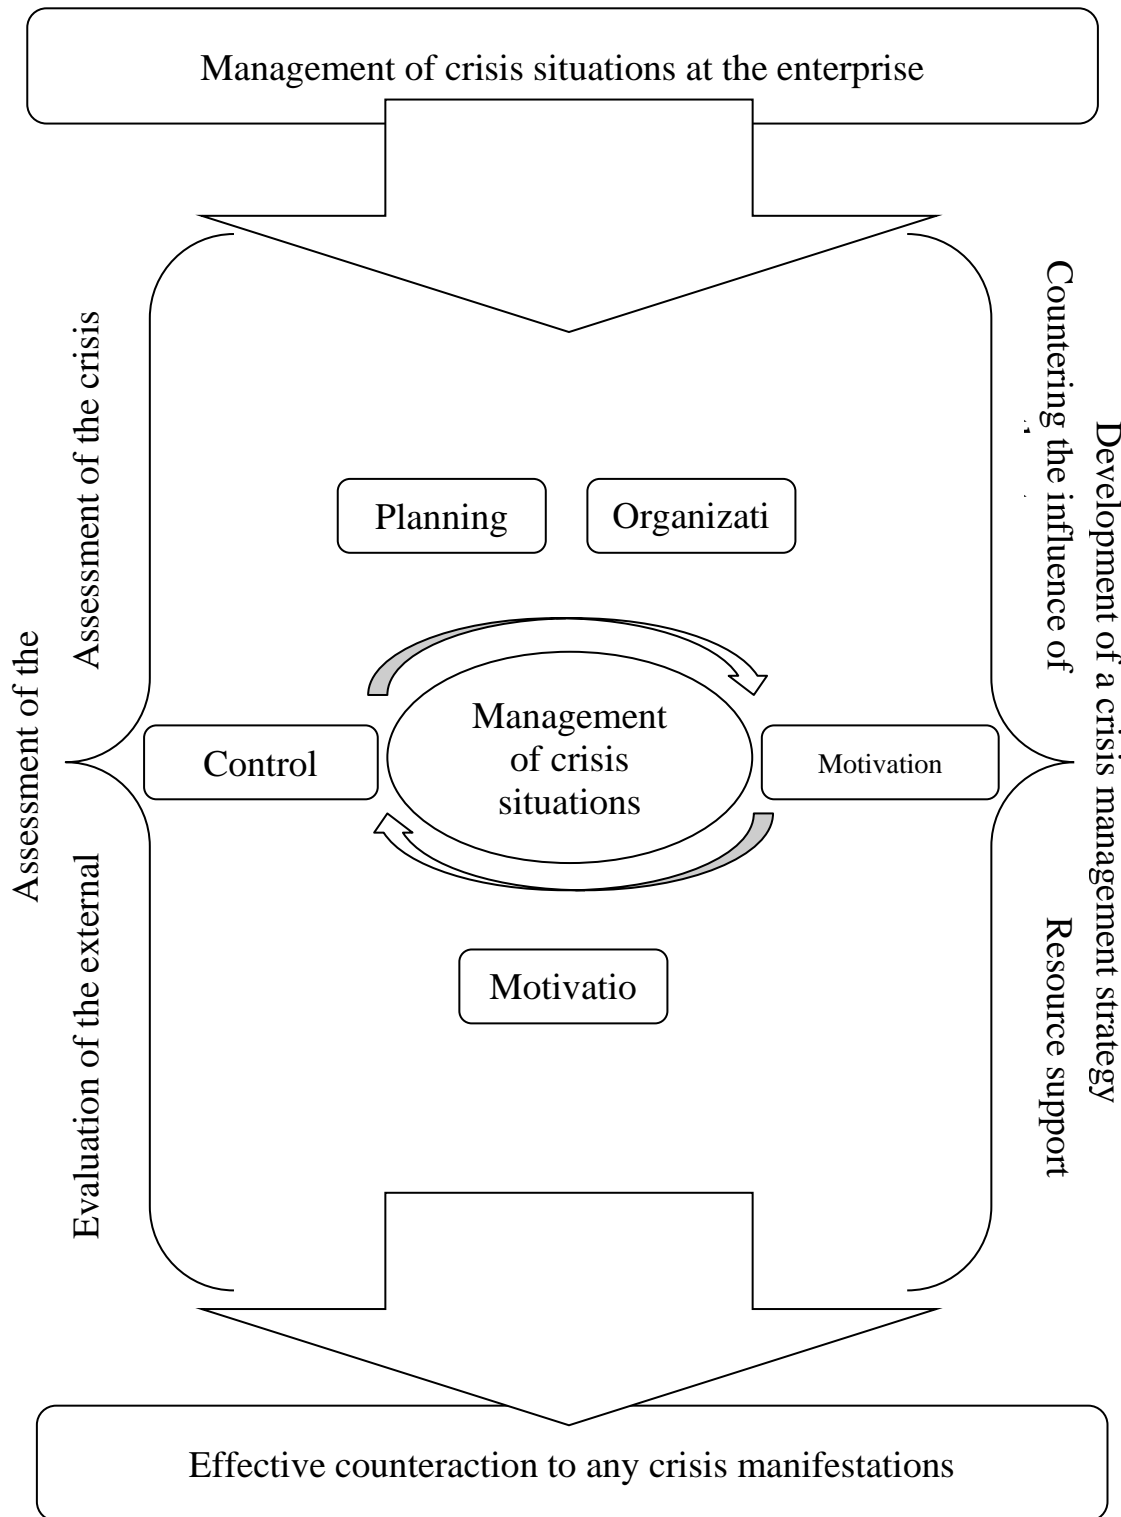 Management of crisis situations at the enterprise
Assessment of the
Assessment of the crisis
Evaluation of the external
Planning
Organizati
Control
Management
of crisis
situations
Motivation
Motivatio
Countering the influence of
Resource support
Development of a crisis management strategy
Effective counteraction to any crisis manifestations